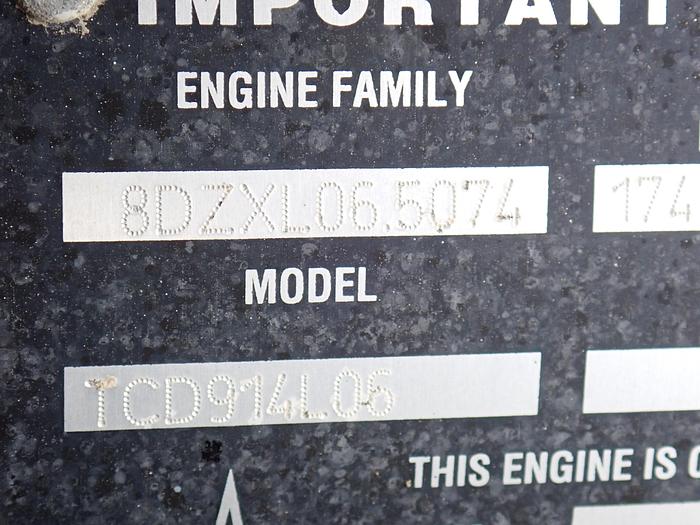 IMPORTANT
ENGINE FAMILY
8DZXL06.5074 174
MODEL
TCD914L06
THIS ENGINE IS